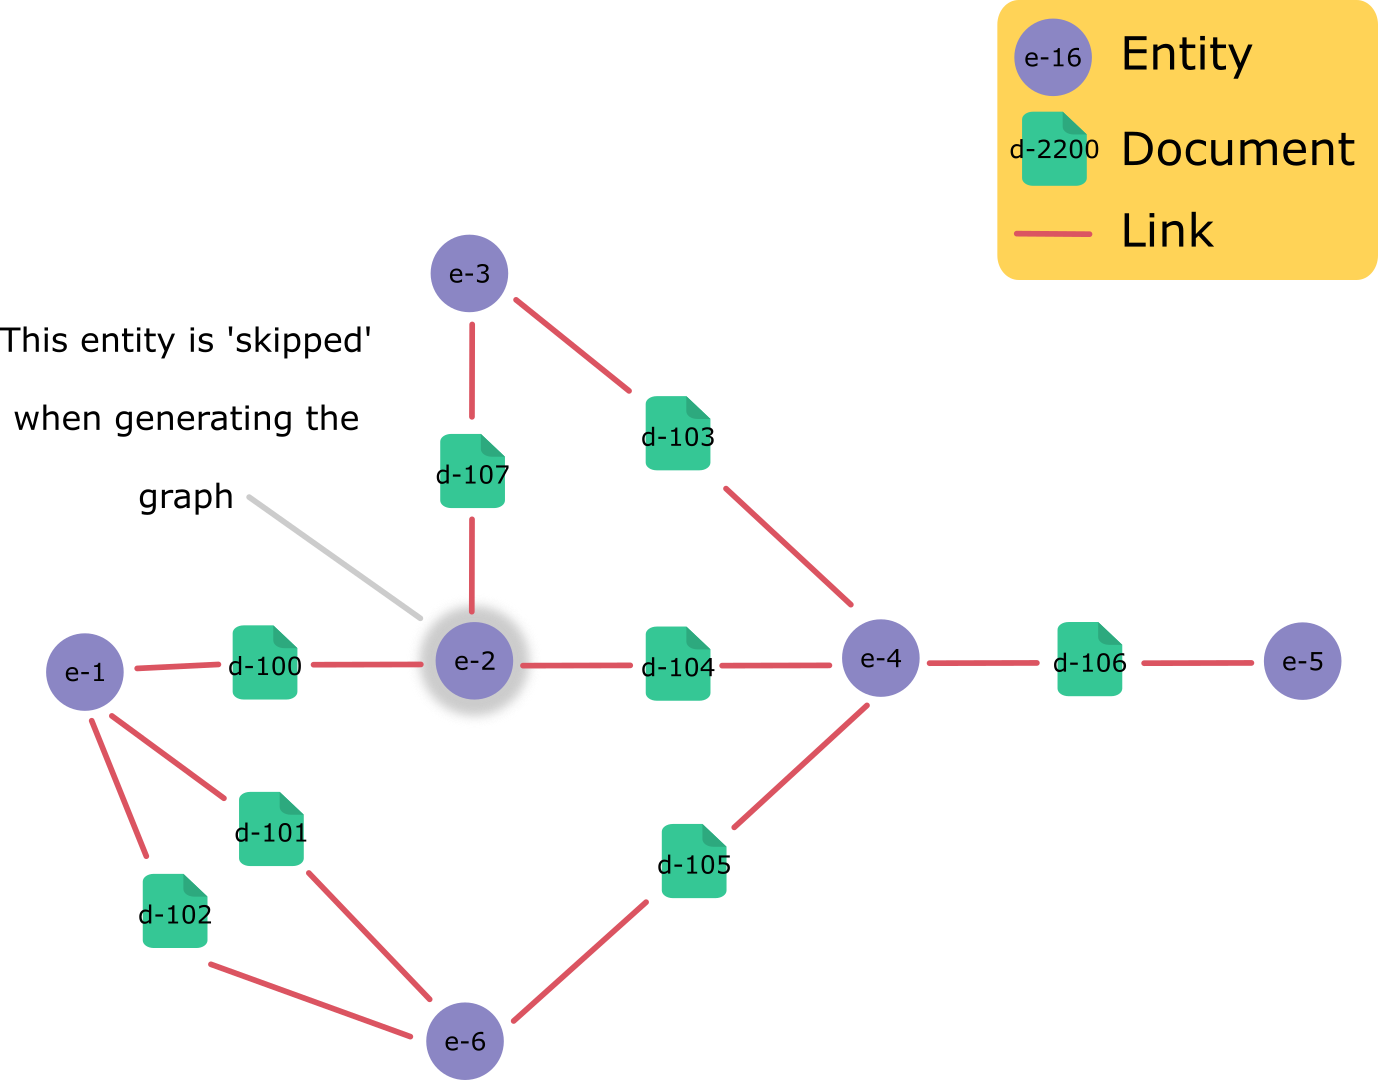 e-16
Entity
d-2200
Document
Link
e-3
This entity is 'skipped'
when generating the
graph
d-103
d-107
e-1
d-100
e-2
d-104
e-4
d-106
e-5
d-101
d-105
d-102
e-6